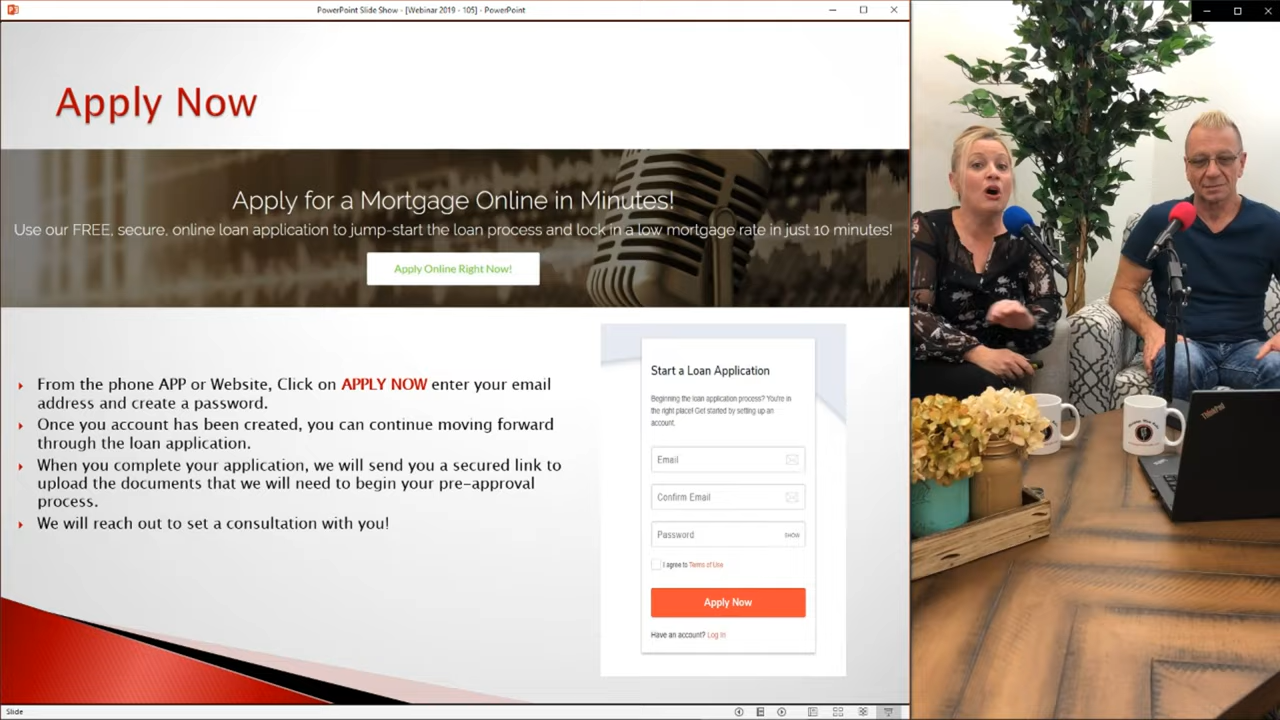 PowerPoint Slide Show - [Webinar 2019 - 105] - PowerPoint
Apply Now
Apply for a Mortgage Online in Minutes!
Use our FREE, secure, online loan application to jump-start the loan process and lock in a low mortgage rate in just 10 minutes!
Apply Online Right Now!
From the phone APP or Website, Click on APPLY NOW enter your email
address and create a password.
Once you account has been created, you can continue moving forward
through the loan application.
When you complete your application, we will send you a secured link to
upload the documents that we will need to begin your pre-approval
process.
We will reach out to set a consultation with you!
Start a Loan Application
Beginning the loan application process? You're in
the right place! Get started by setting up an
account.
Email
Confirm Email
Password SHOW
I agree to Terms of Use
Apply Now
Have an account? Log In
ThinkPad
Slide